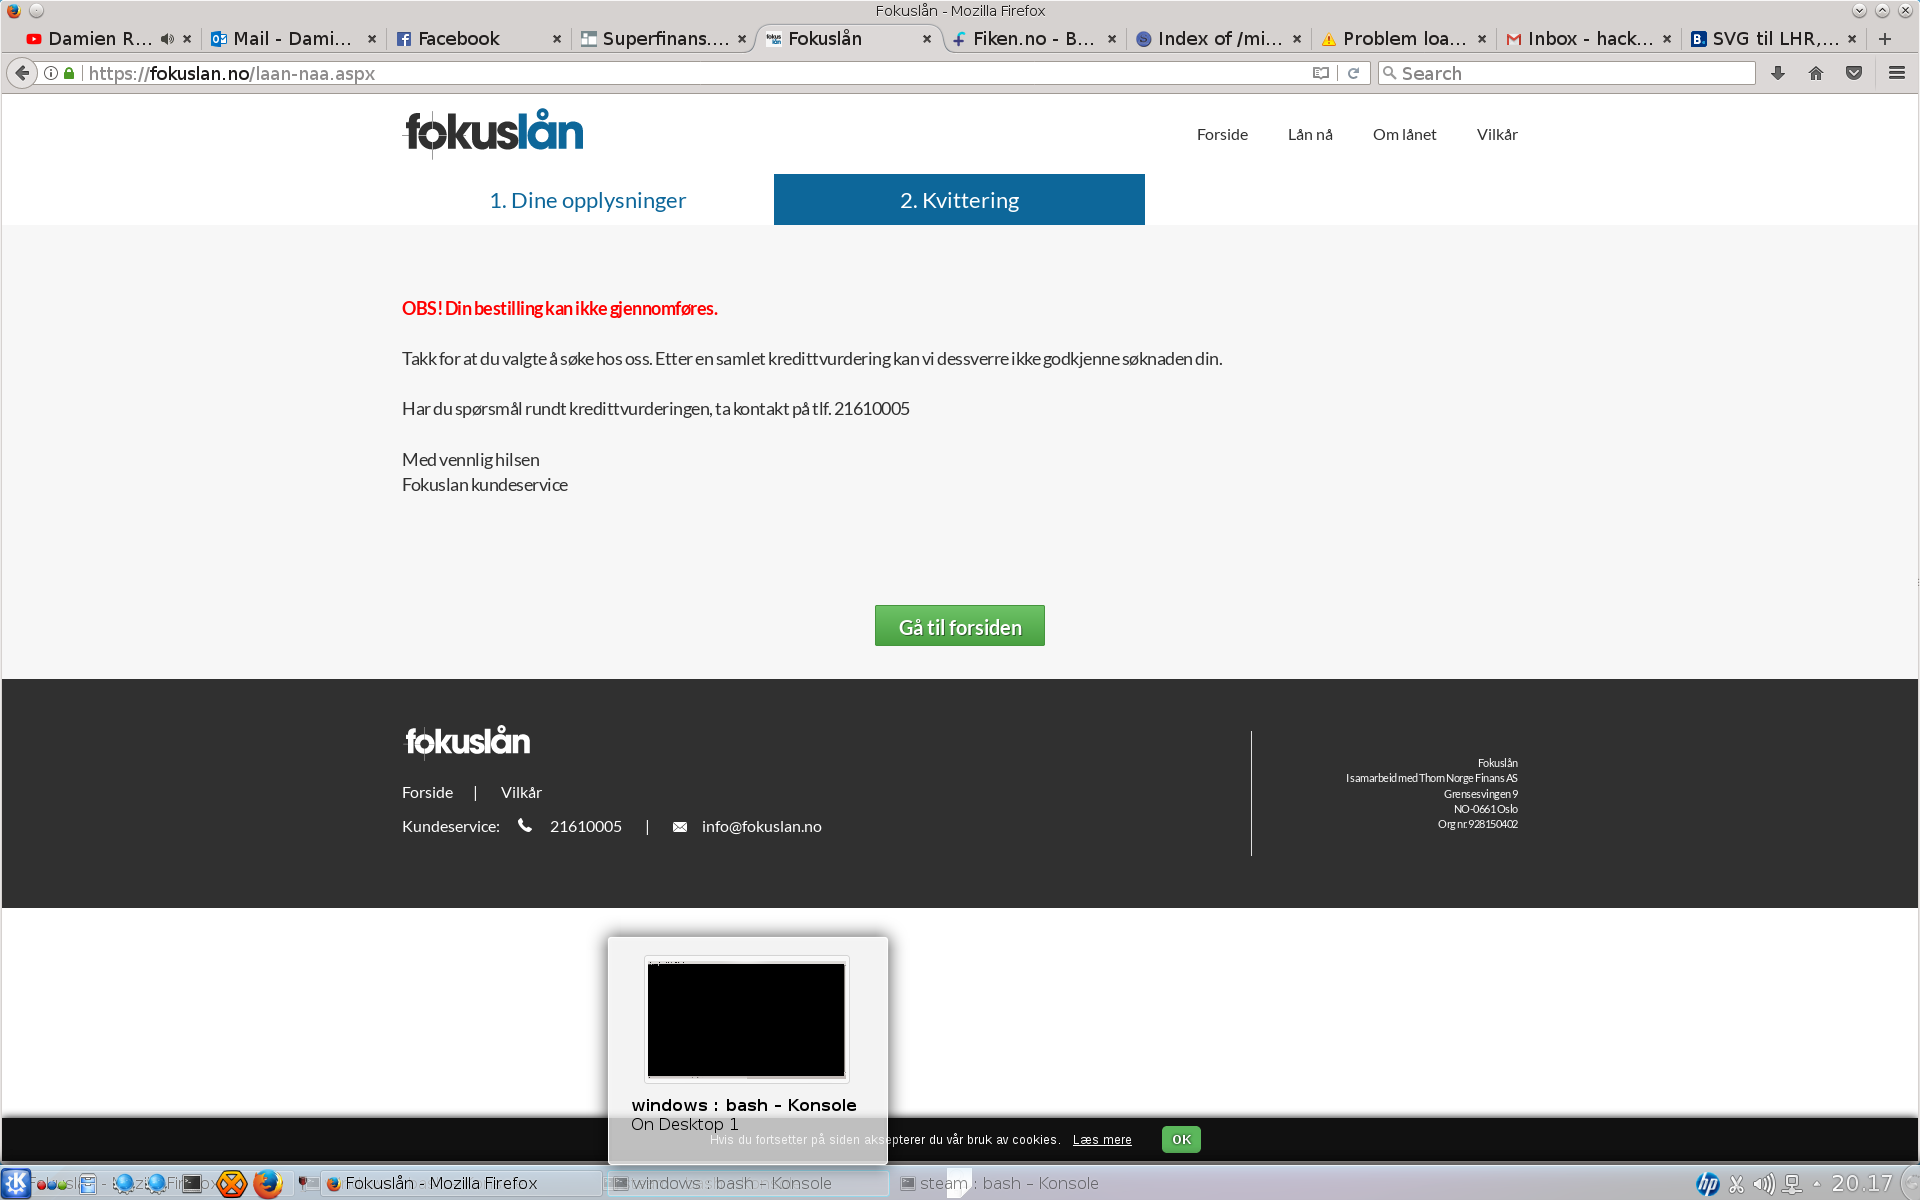 Fokuslån - Mozilla Firefox
Damien R... Mail - Dami... Facebook Superfinans.... Fokuslån Fiken.no - B... Index of /mi... Problem loa... Inbox - hack... SVG til LHR,...
https://fokuslan.no/laan-naa.aspx Search
fokuslån
Forside Lån nå Om lånet Vilkår
1. Dine opplysninger 2. Kvittering
OBS! Din bestilling kan ikke gjennomføres.
Takk for at du valgte å søke hos oss. Etter en samlet kredittvurdering kan vi dessverre ikke godkjenne søknaden din.
Har du spørsmål rundt kredittvurderingen, ta kontakt på tlf. 21610005
Med vennlig hilsen
Fokuslan kundeservice
Gå til forsiden
fokuslån
Forside | Vilkår
Kundeservice: 21610005 | info@fokuslan.no
Fokuslån
I samarbeid med Thorn Norge Finans AS
Grensesvingen 9
NO-0661 Oslo
Org nr. 928150402
windows : bash – Konsole
On Desktop 1
Hvis du fortsetter på siden aksepterer du vår bruk av cookies. Læs mere OK
Fokuslån - Mozilla Firefox windows : bash – Konsole steam : bash – Konsole 20.17